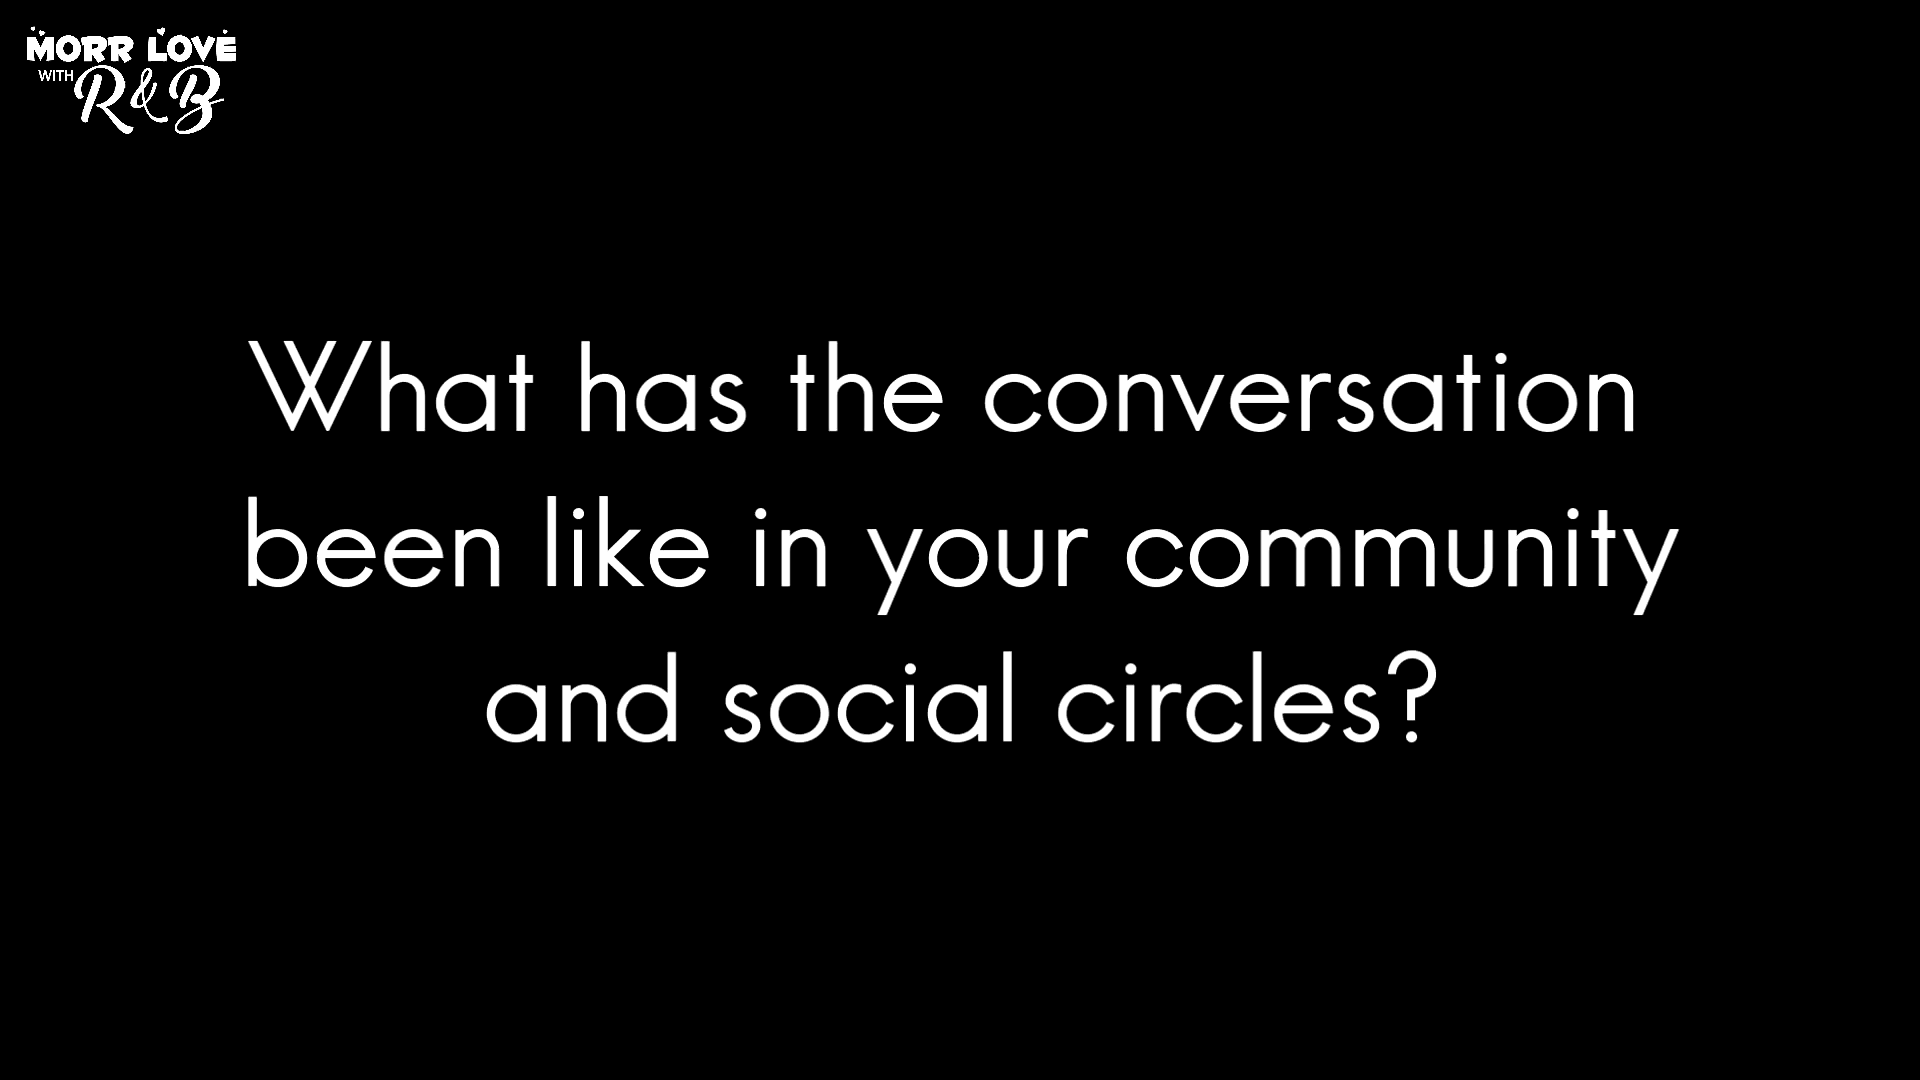 MORR LOVE
WITH R&B
What has the conversation
been like in your community
and social circles?